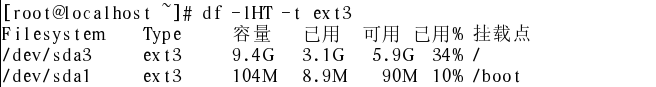 [root@localhost ~]# df -lHT -t ext3
Filesystem Type 容量 已用 可用 已用% 挂载点
/dev/sda3 ext3 9.4G 3.1G 5.9G 34% /
/dev/sda1 ext3 104M 8.9M 90M 10% /boot